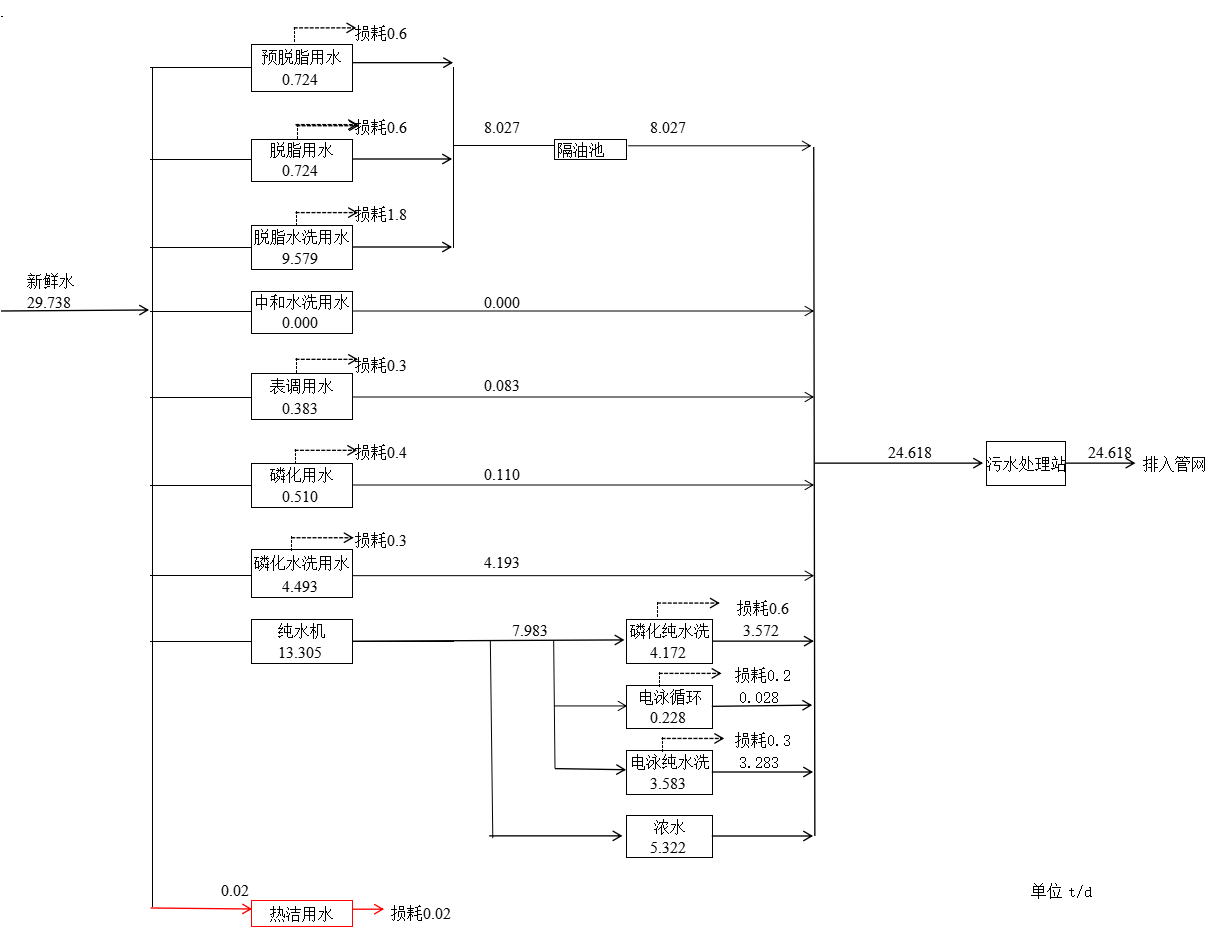 损耗0.6
预脱脂用水
0.724
损耗0.6
脱脂用水
0.724
8.027
隔油池
8.027
损耗1.8
脱脂水洗用水
9.579
新鲜水
29.738
中和水洗用水
0.000
0.000
损耗0.3
表调用水
0.383
0.083
损耗0.4
磷化用水
0.510
0.110
24.618
污水处理站
24.618
排入管网
损耗0.3
磷化水洗用水
4.493
4.193
纯水机
13.305
7.983
损耗0.6
磷化纯水洗
4.172
3.572
损耗0.2
电泳循环
0.228
0.028
损耗0.3
电泳纯水洗
3.583
3.283
浓水
5.322
0.02
热洁用水
损耗0.02
单位 t/d